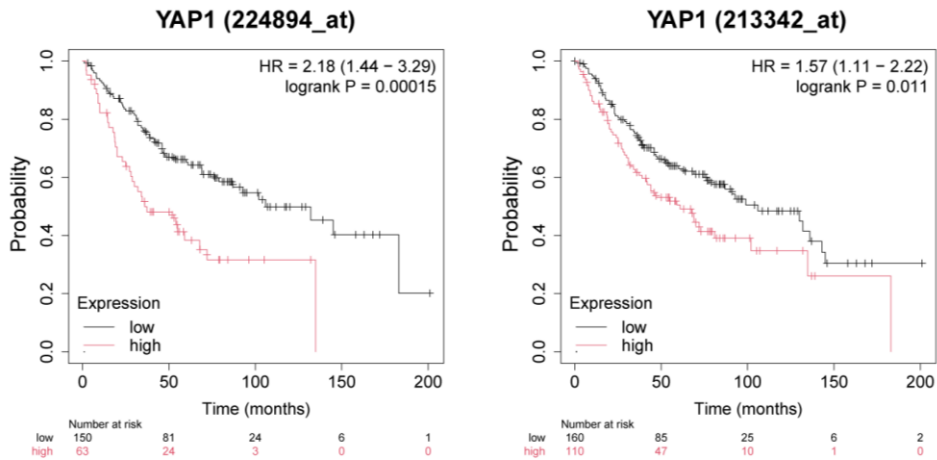 YAP1 (224894_at)
HR = 2.18 (1.44 − 3.29)
logrank P = 0.00015
Probability
1.0
0.8
0.6
0.4
0.2
0.0
Expression
low
high
0 50 100 150 200
Time (months)
Number at risk
low 150 81 24 6 1
high 63 24 3 0 0
YAP1 (213342_at)
HR = 1.57 (1.11 − 2.22)
logrank P = 0.011
Probability
1.0
0.8
0.6
0.4
0.2
0.0
Expression
low
high
0 50 100 150 200
Time (months)
Number at risk
low 160 85 25 6 2
high 110 47 10 1 0